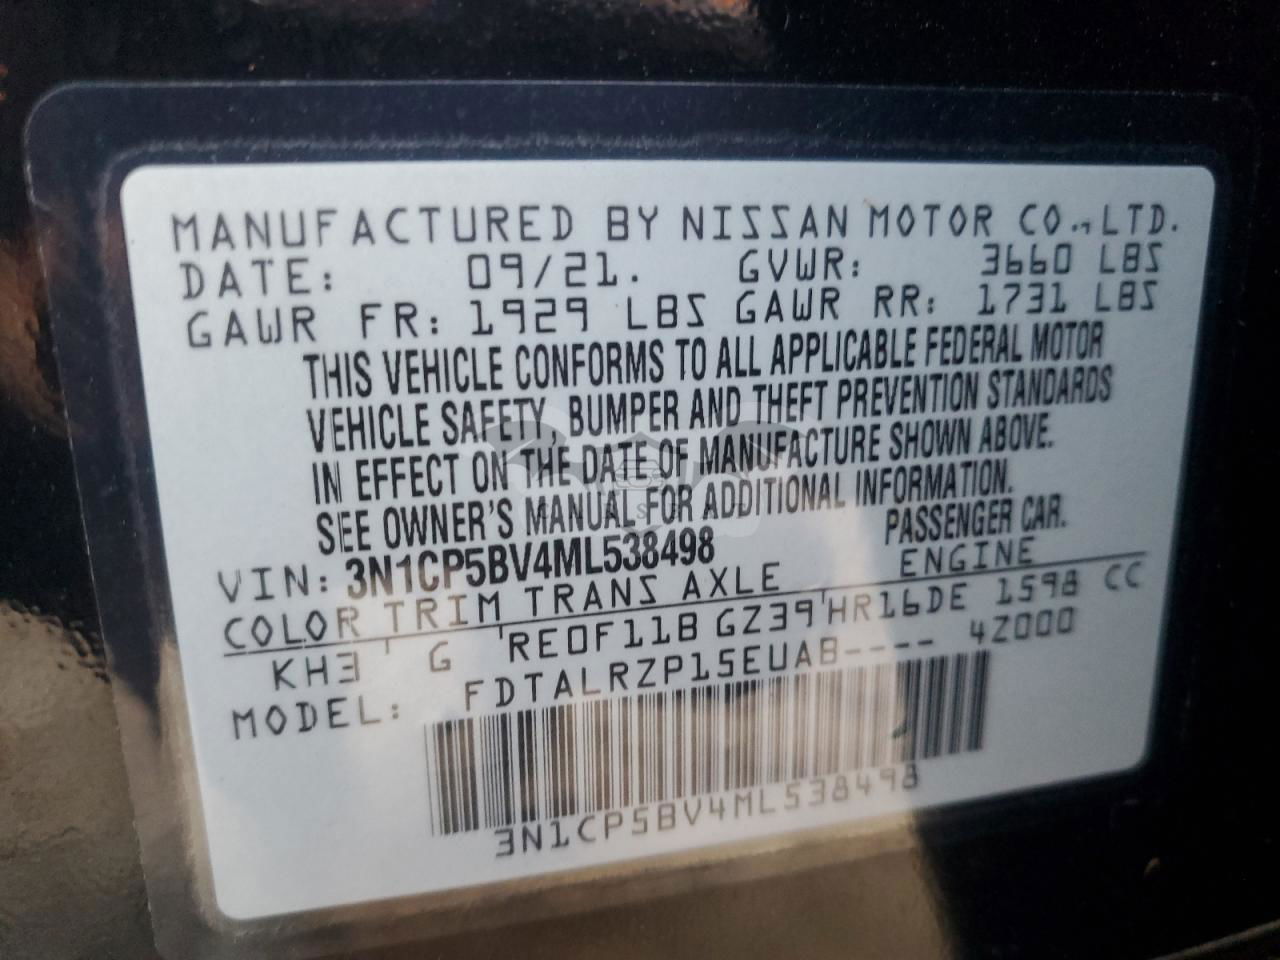 MANUFACTURED BY NISSAN MOTOR CO.,LTD.
DATE: 09/21. GVWR: 3660 LBS
GAWR FR: 1929 LBS GAWR RR: 1731 LBS
THIS VEHICLE CONFORMS TO ALL APPLICABLE FEDERAL MOTOR
VEHICLE SAFETY, BUMPER AND THEFT PREVENTION STANDARDS
IN EFFECT ON THE DATE OF MANUFACTURE SHOWN ABOVE.
SEE OWNER'S MANUAL FOR ADDITIONAL INFORMATION.
VIN: 3N1CP5BV4ML538498 PASSENGER CAR.
COLOR TRIM TRANS AXLE ENGINE
KH3 G RE0F11B GZ39 HR16DE 1598 CC
MODEL: FDTALRZP15EUAB---- 4Z000
3N1CP5BV4ML538498